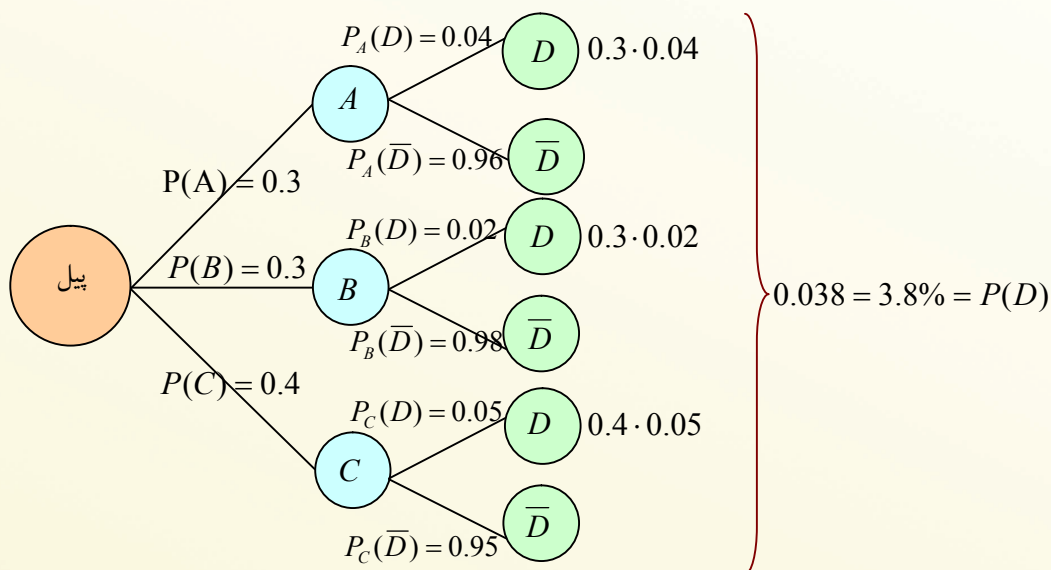 P_A(D) = 0.04
D
0.3 · 0.04
A
P_A(D̅) = 0.96
D̅
P(A) = 0.3
P_B(D) = 0.02
D
0.3 · 0.02
پیل
P(B) = 0.3
B
0.038 = 3.8% = P(D)
P_B(D̅) = 0.98
D̅
P(C) = 0.4
P_C(D) = 0.05
D
0.4 · 0.05
C
P_C(D̅) = 0.95
D̅